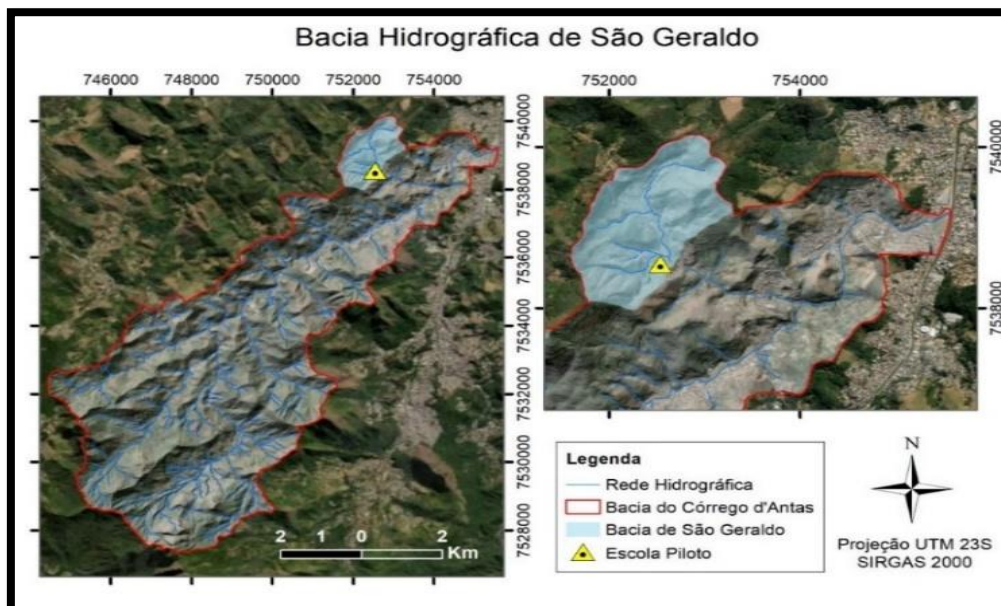 Bacia Hidrográfica de São Geraldo
746000 748000 750000 752000 754000
7540000
7538000
7536000
7534000
7532000
7530000
7528000
2 1 0 2
Km
752000 754000
7540000
7538000
Legenda
Rede Hidrográfica
Bacia do Córrego d'Antas
Bacia de São Geraldo
Escola Piloto
N
Projeção UTM 23S
SIRGAS 2000